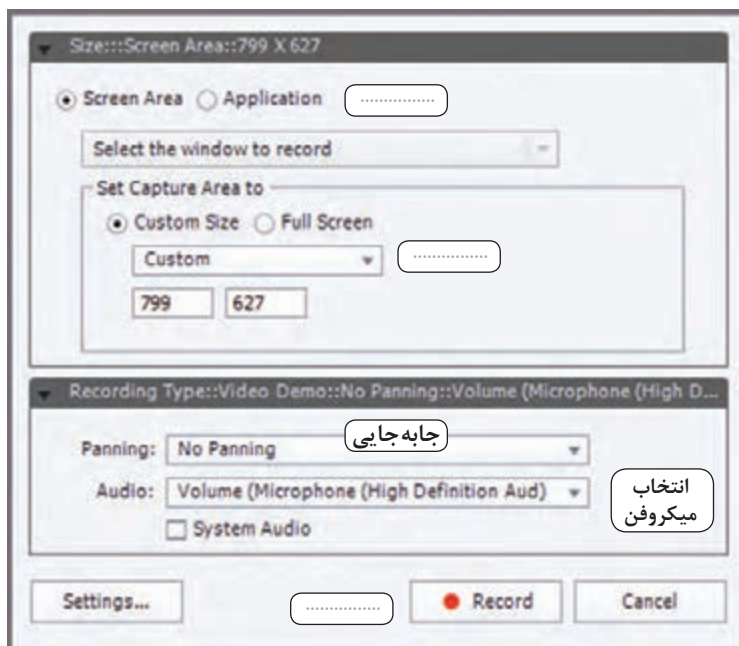 Size:::Screen Area::799 X 627
Screen Area Application ................
Select the window to record
Set Capture Area to
Custom Size Full Screen
Custom ................
799 627
Recording Type::Video Demo::No Panning::Volume (Microphone (High D...
جابه‌جایی
Panning: No Panning
Audio: Volume (Microphone (High Definition Aud) انتخاب
میکروفن
System Audio
Settings... ................ Record Cancel